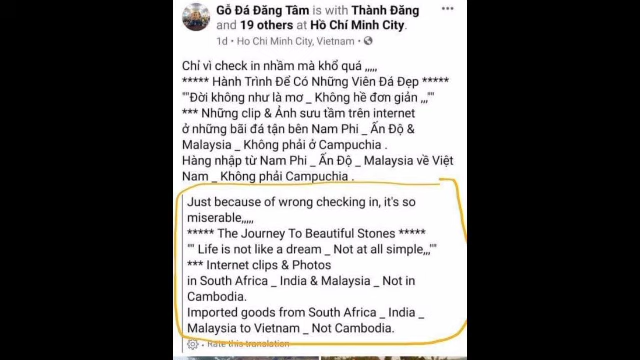 Gỗ Đá Đăng Tâm is with Thành Đăng
and 19 others at Hồ Chí Minh City.
1d · Ho Chi Minh City, Vietnam ·
Chỉ vì check in nhầm mà khổ quá ,,,,,
***** Hành Trình Để Có Những Viên Đá Đẹp *****
""Đời không như là mơ _ Không hề đơn giản ,,,""
*** Những clip & Ảnh sưu tầm trên internet
ở những bãi đá tận bên Nam Phi _ Ấn Độ &
Malaysia _ Không phải ở Campuchia .
Hàng nhập từ Nam Phi _ Ấn Độ _ Malaysia về Việt
Nam _ Không phải Campuchia .
Just because of wrong checking in, it's so
miserable,,,,,
***** The Journey To Beautiful Stones *****
"" Life is not like a dream _ Not at all simple,,,""
*** Internet clips & Photos
in South Africa _ India & Malaysia _ Not in
Cambodia.
Imported goods from South Africa _ India _
Malaysia to Vietnam _ Not Cambodia.
Rate this translation